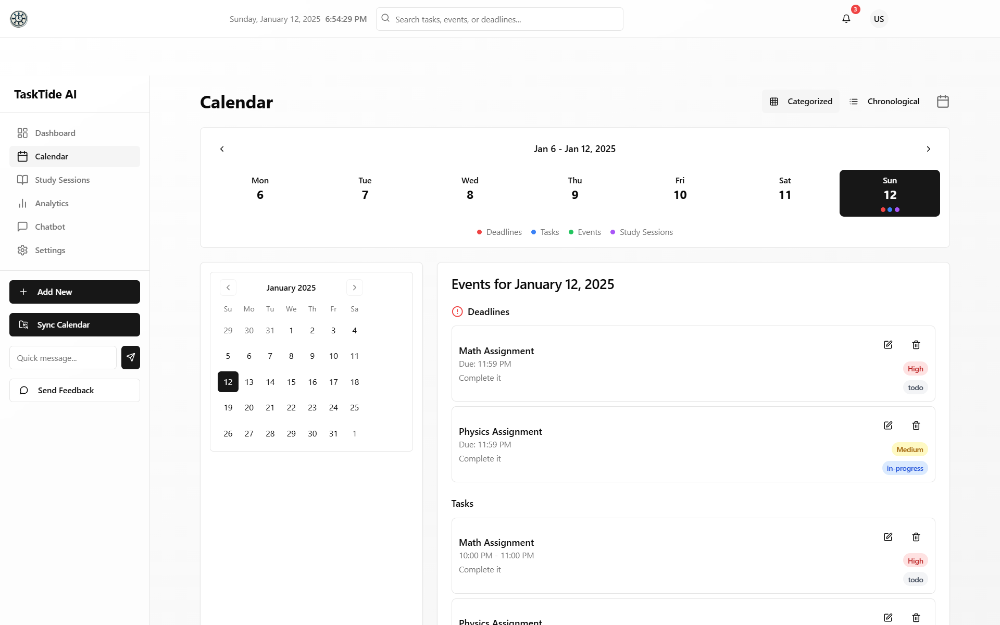 Sunday, January 12, 2025 6:54:29 PM
Search tasks, events, or deadlines...
3
US
TaskTide AI
Dashboard
Calendar
Study Sessions
Analytics
Chatbot
Settings
Add New
Sync Calendar
Quick message...
Send Feedback
Calendar
Categorized
Chronological
Jan 6 - Jan 12, 2025
Mon Tue Wed Thu Fri Sat Sun
6 7 8 9 10 11 12
Deadlines Tasks Events Study Sessions
January 2025
Su Mo Tu We Th Fr Sa
29 30 31 1 2 3 4
5 6 7 8 9 10 11
12 13 14 15 16 17 18
19 20 21 22 23 24 25
26 27 28 29 30 31 1
Events for January 12, 2025
Deadlines
Math Assignment
Due: 11:59 PM
Complete it
High
todo
Physics Assignment
Due: 11:59 PM
Complete it
Medium
in-progress
Tasks
Math Assignment
10:00 PM - 11:00 PM
Complete it
High
todo
Physics Assignment